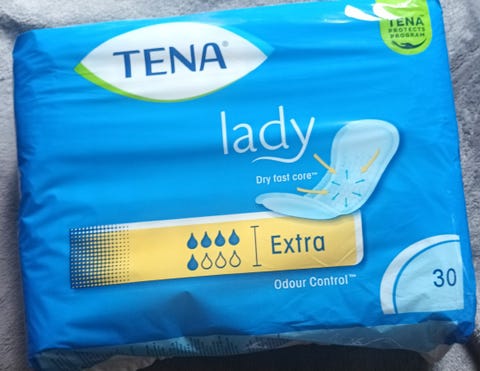 TENA®
TENA
PROTECTS
PROGRAM
lady
Dry fast core™
Extra
Odour Control™
30